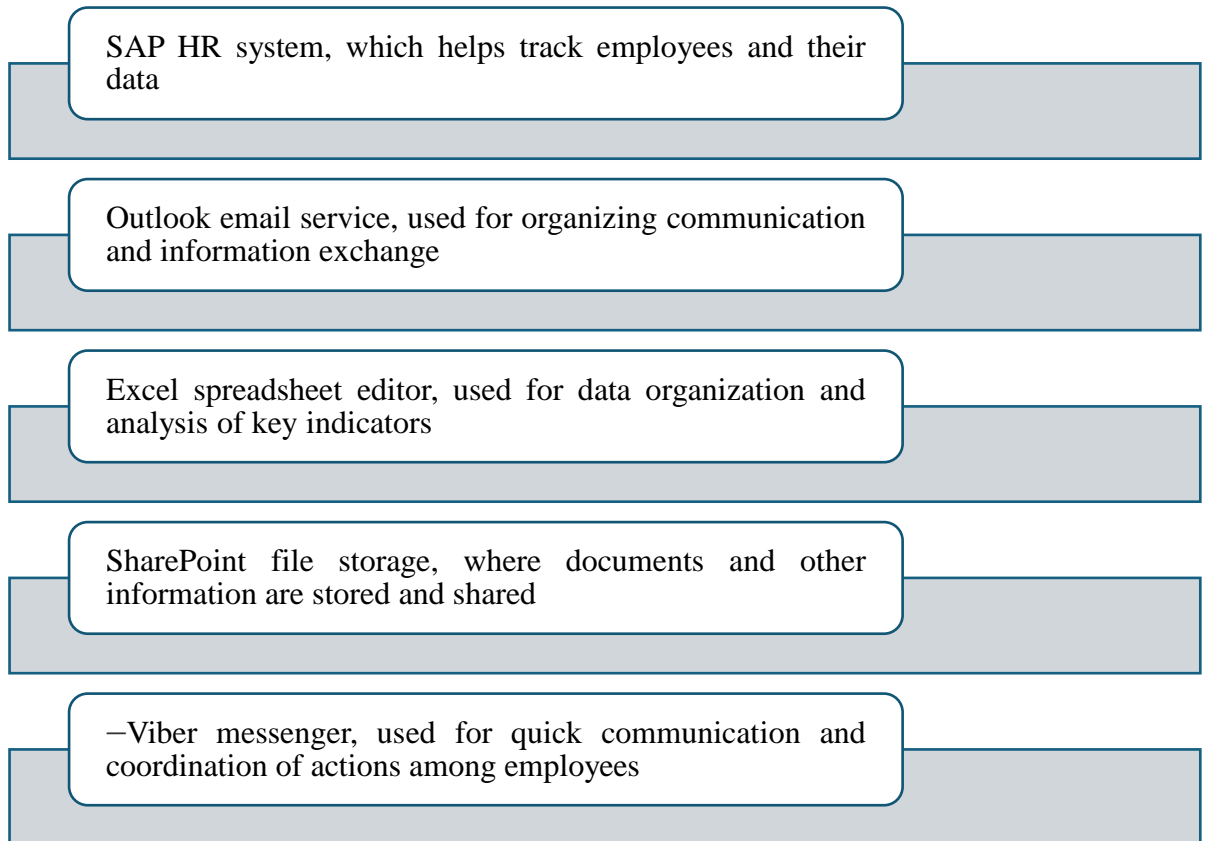 SAP HR system, which helps track employees and their
data
Outlook email service, used for organizing communication
and information exchange
Excel spreadsheet editor, used for data organization and
analysis of key indicators
SharePoint file storage, where documents and other
information are stored and shared
–Viber messenger, used for quick communication and
coordination of actions among employees